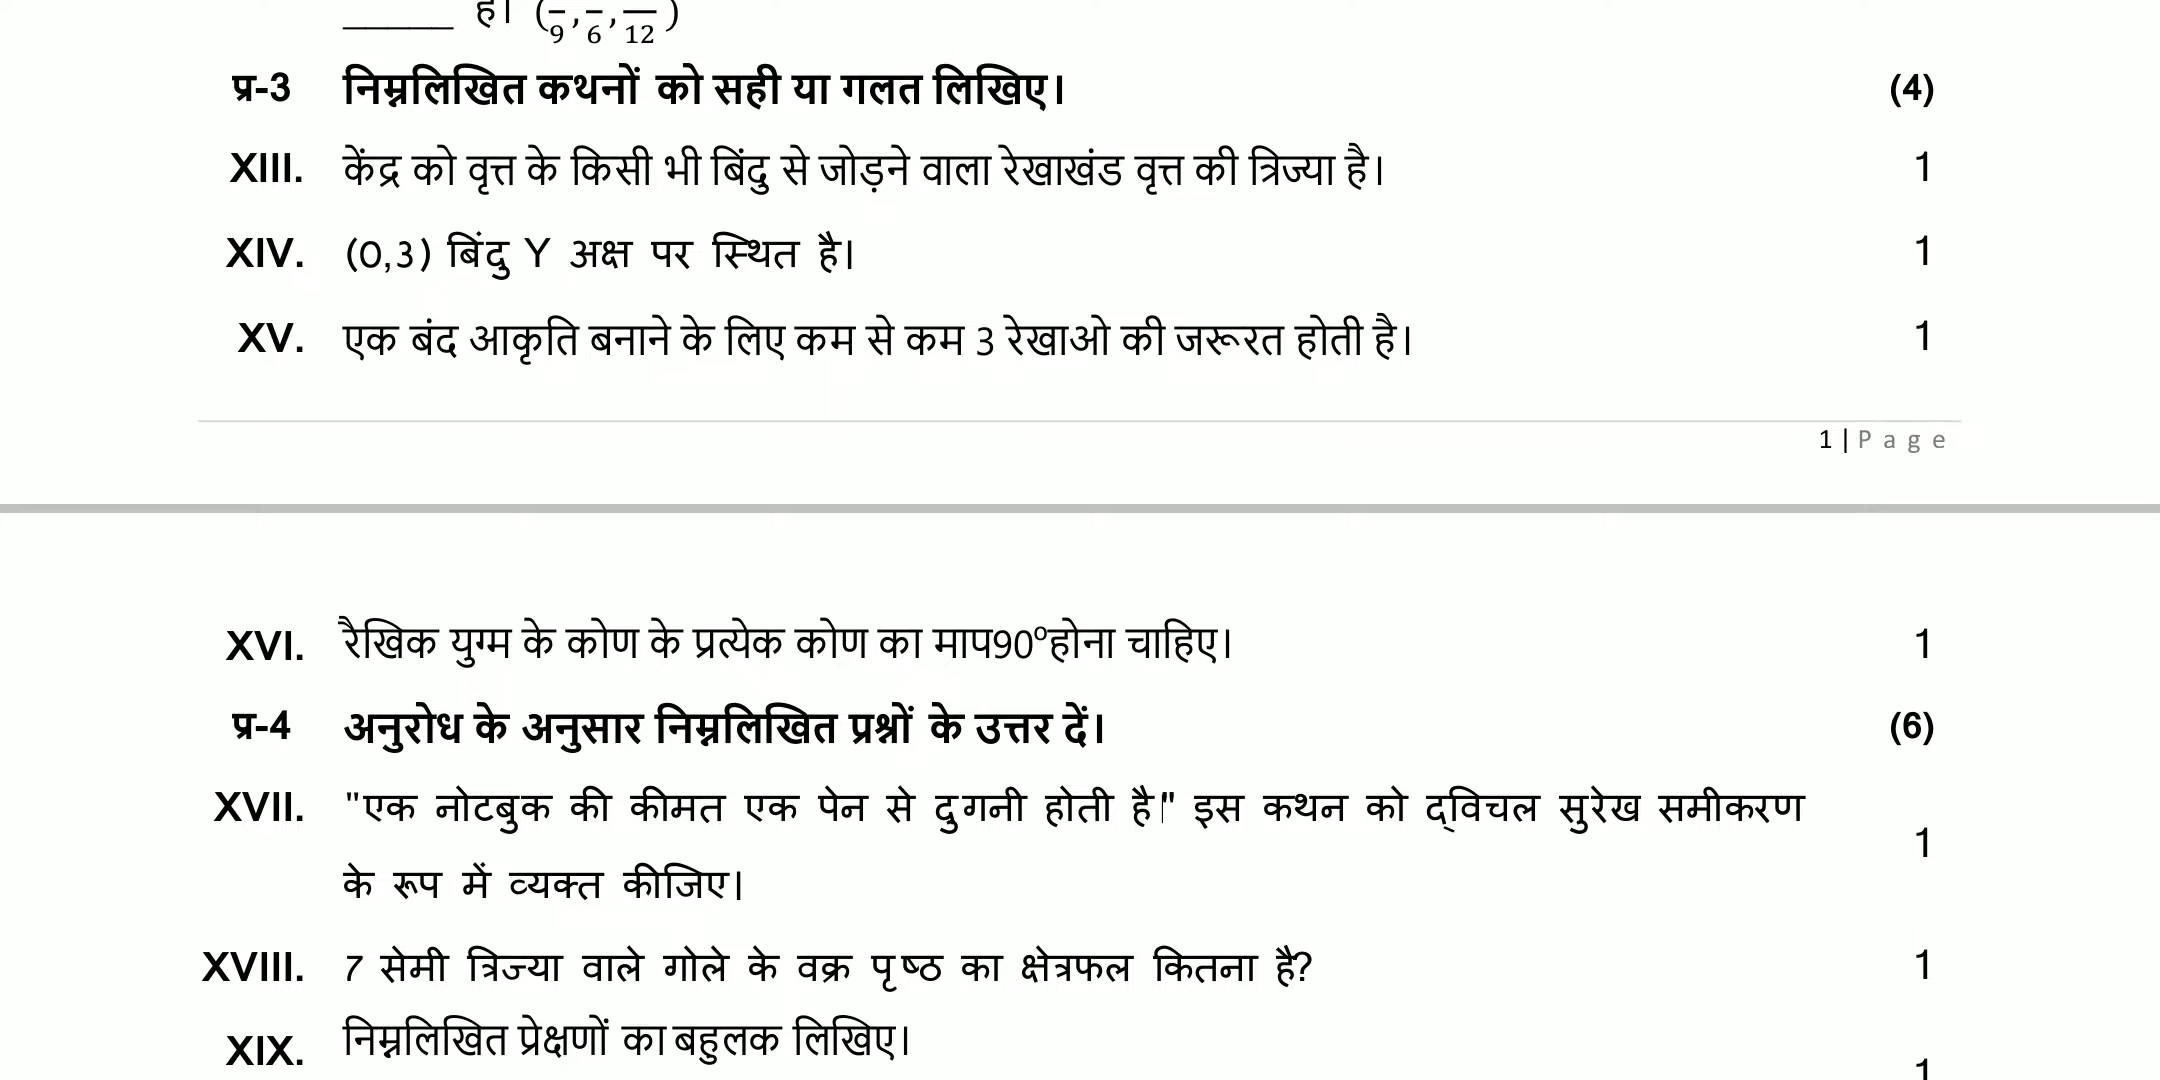 _____ है। (‒/9, ‒/6, ‒/12 )
प्र-3 निम्नलिखित कथनों को सही या गलत लिखिए। (4)
XIII. केंद्र को वृत्त के किसी भी बिंदु से जोड़ने वाला रेखाखंड वृत्त की त्रिज्या है। 1
XIV. (0,3) बिंदु Y अक्ष पर स्थित है। 1
XV. एक बंद आकृति बनाने के लिए कम से कम 3 रेखाओ की जरूरत होती है। 1
1 | P a g e
XVI. रैखिक युग्म के कोण के प्रत्येक कोण का माप90⁰होना चाहिए। 1
प्र-4 अनुरोध के अनुसार निम्नलिखित प्रश्नों के उत्तर दें। (6)
XVII. "एक नोटबुक की कीमत एक पेन से दुगनी होती है।" इस कथन को द्विचल सुरेख समीकरण
के रूप में व्यक्त कीजिए। 1
XVIII. 7 सेमी त्रिज्या वाले गोले के वक्र पृष्ठ का क्षेत्रफल कितना है? 1
XIX. निम्नलिखित प्रेक्षणों का बहुलक लिखिए। 1